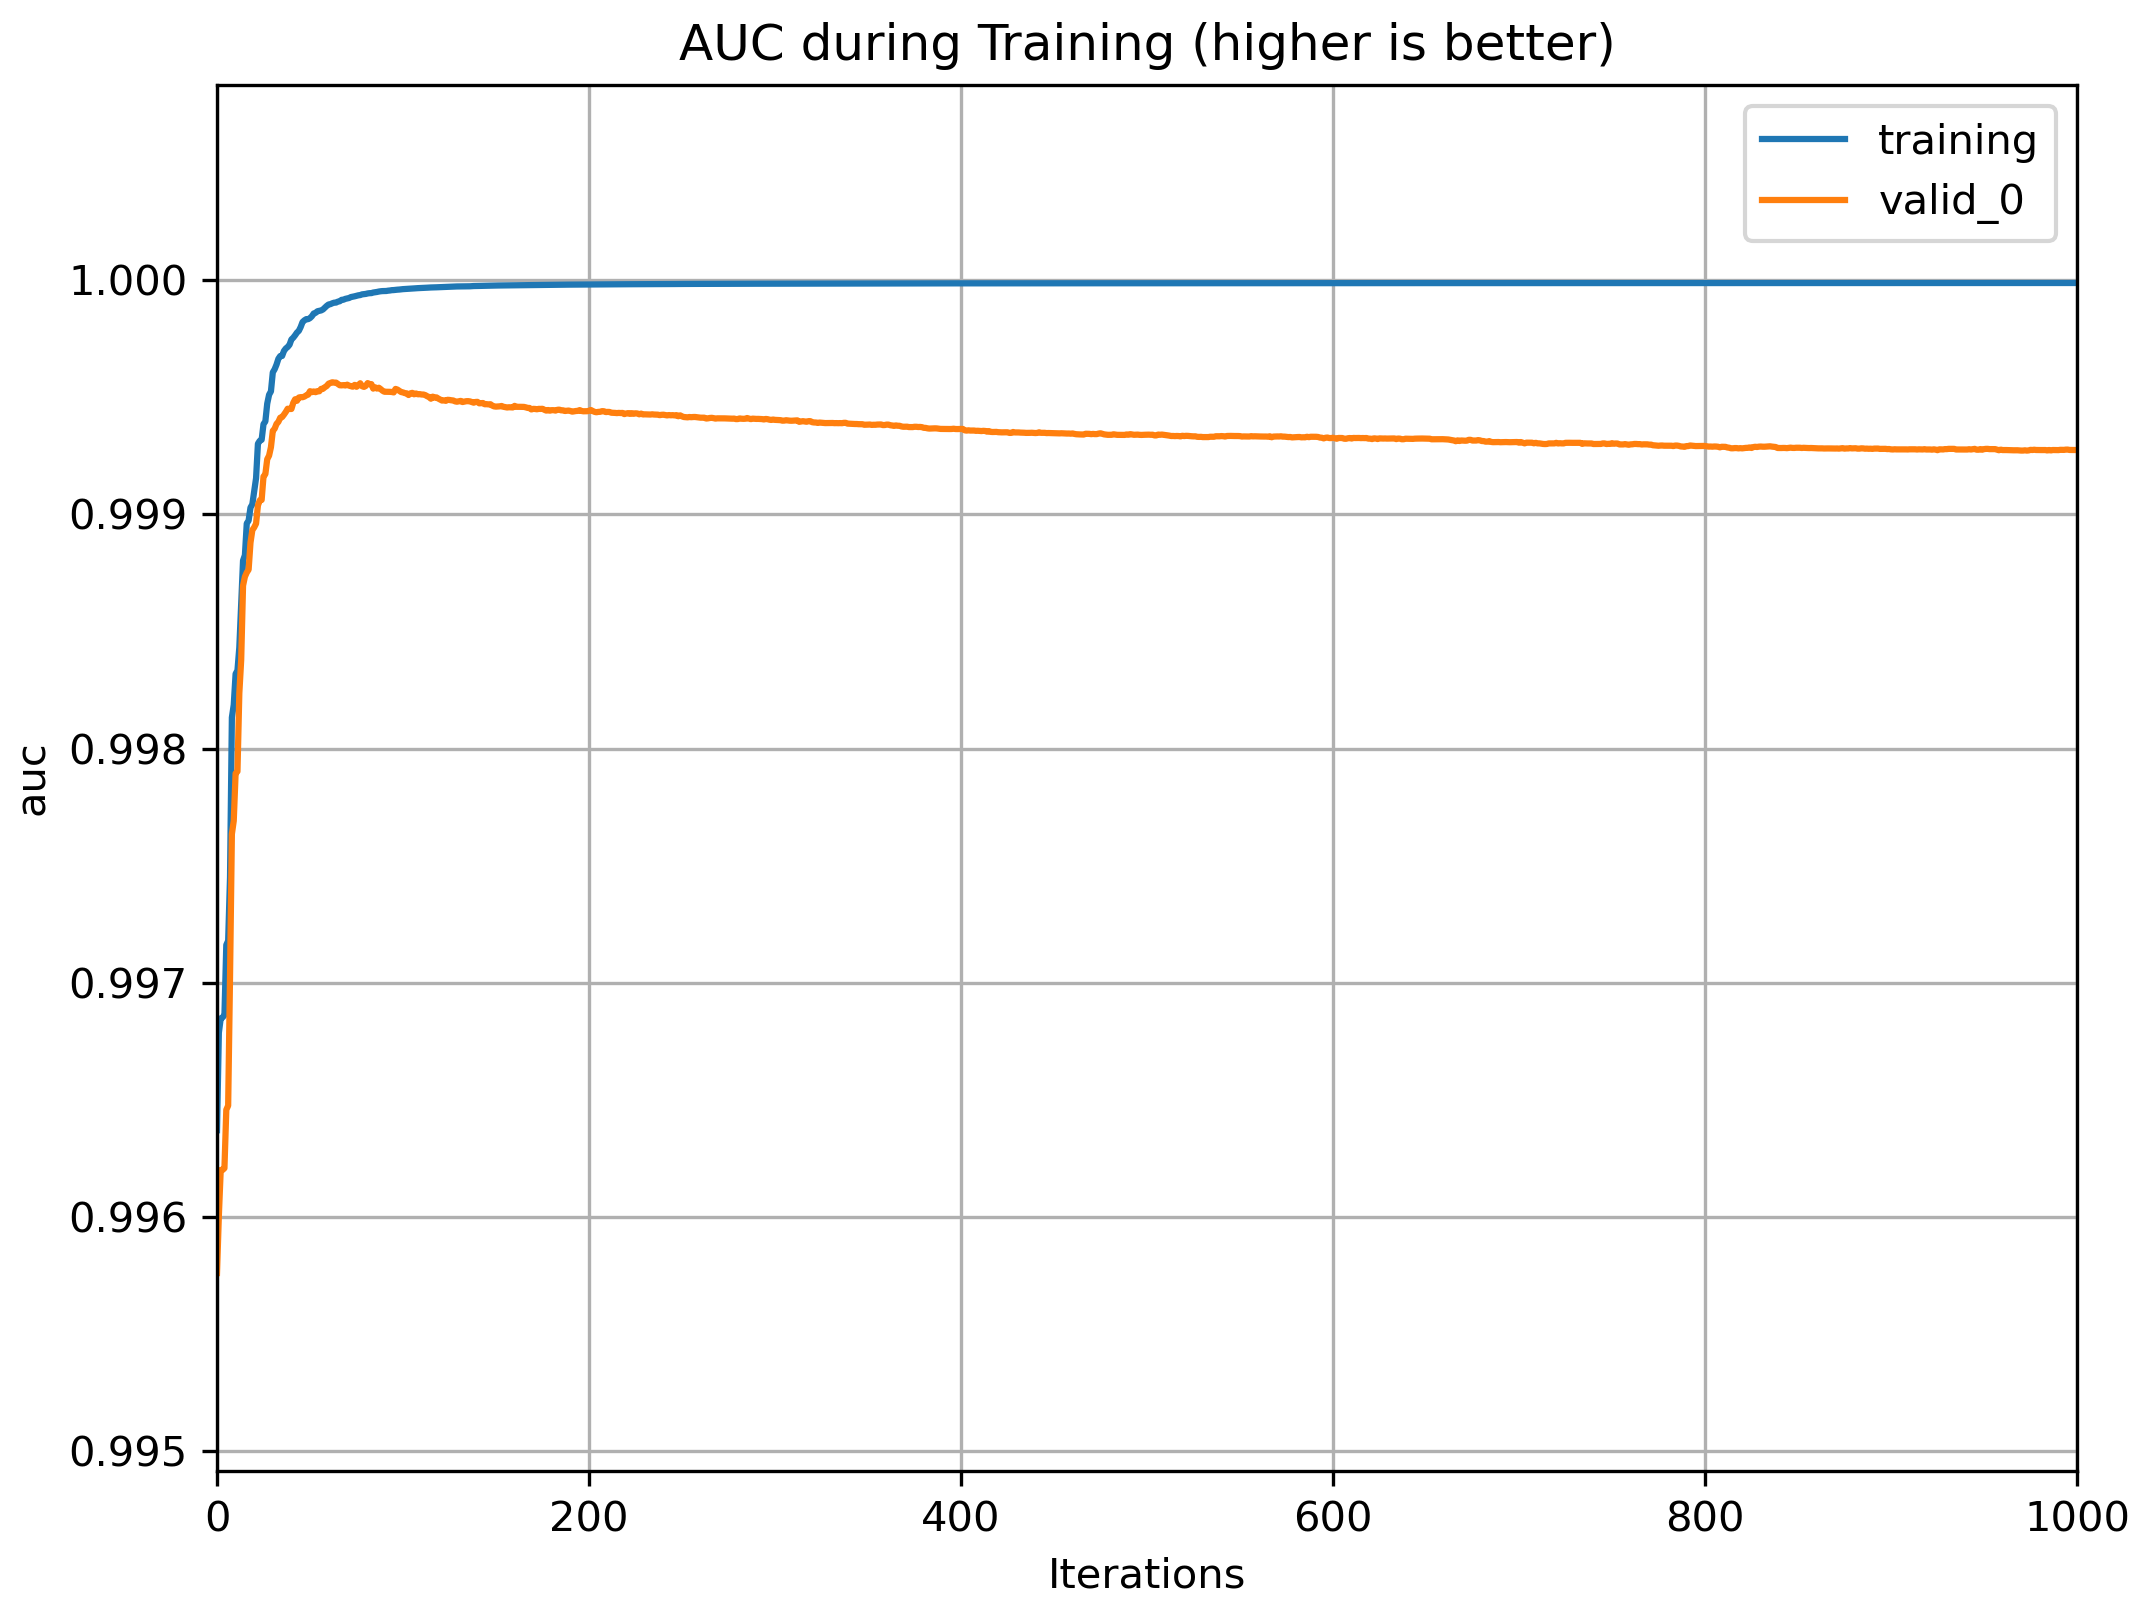 AUC during Training (higher is better)
training
valid_0
1.000
0.999
0.998
0.997
0.996
0.995
auc
0 200 400 600 800 1000
Iterations